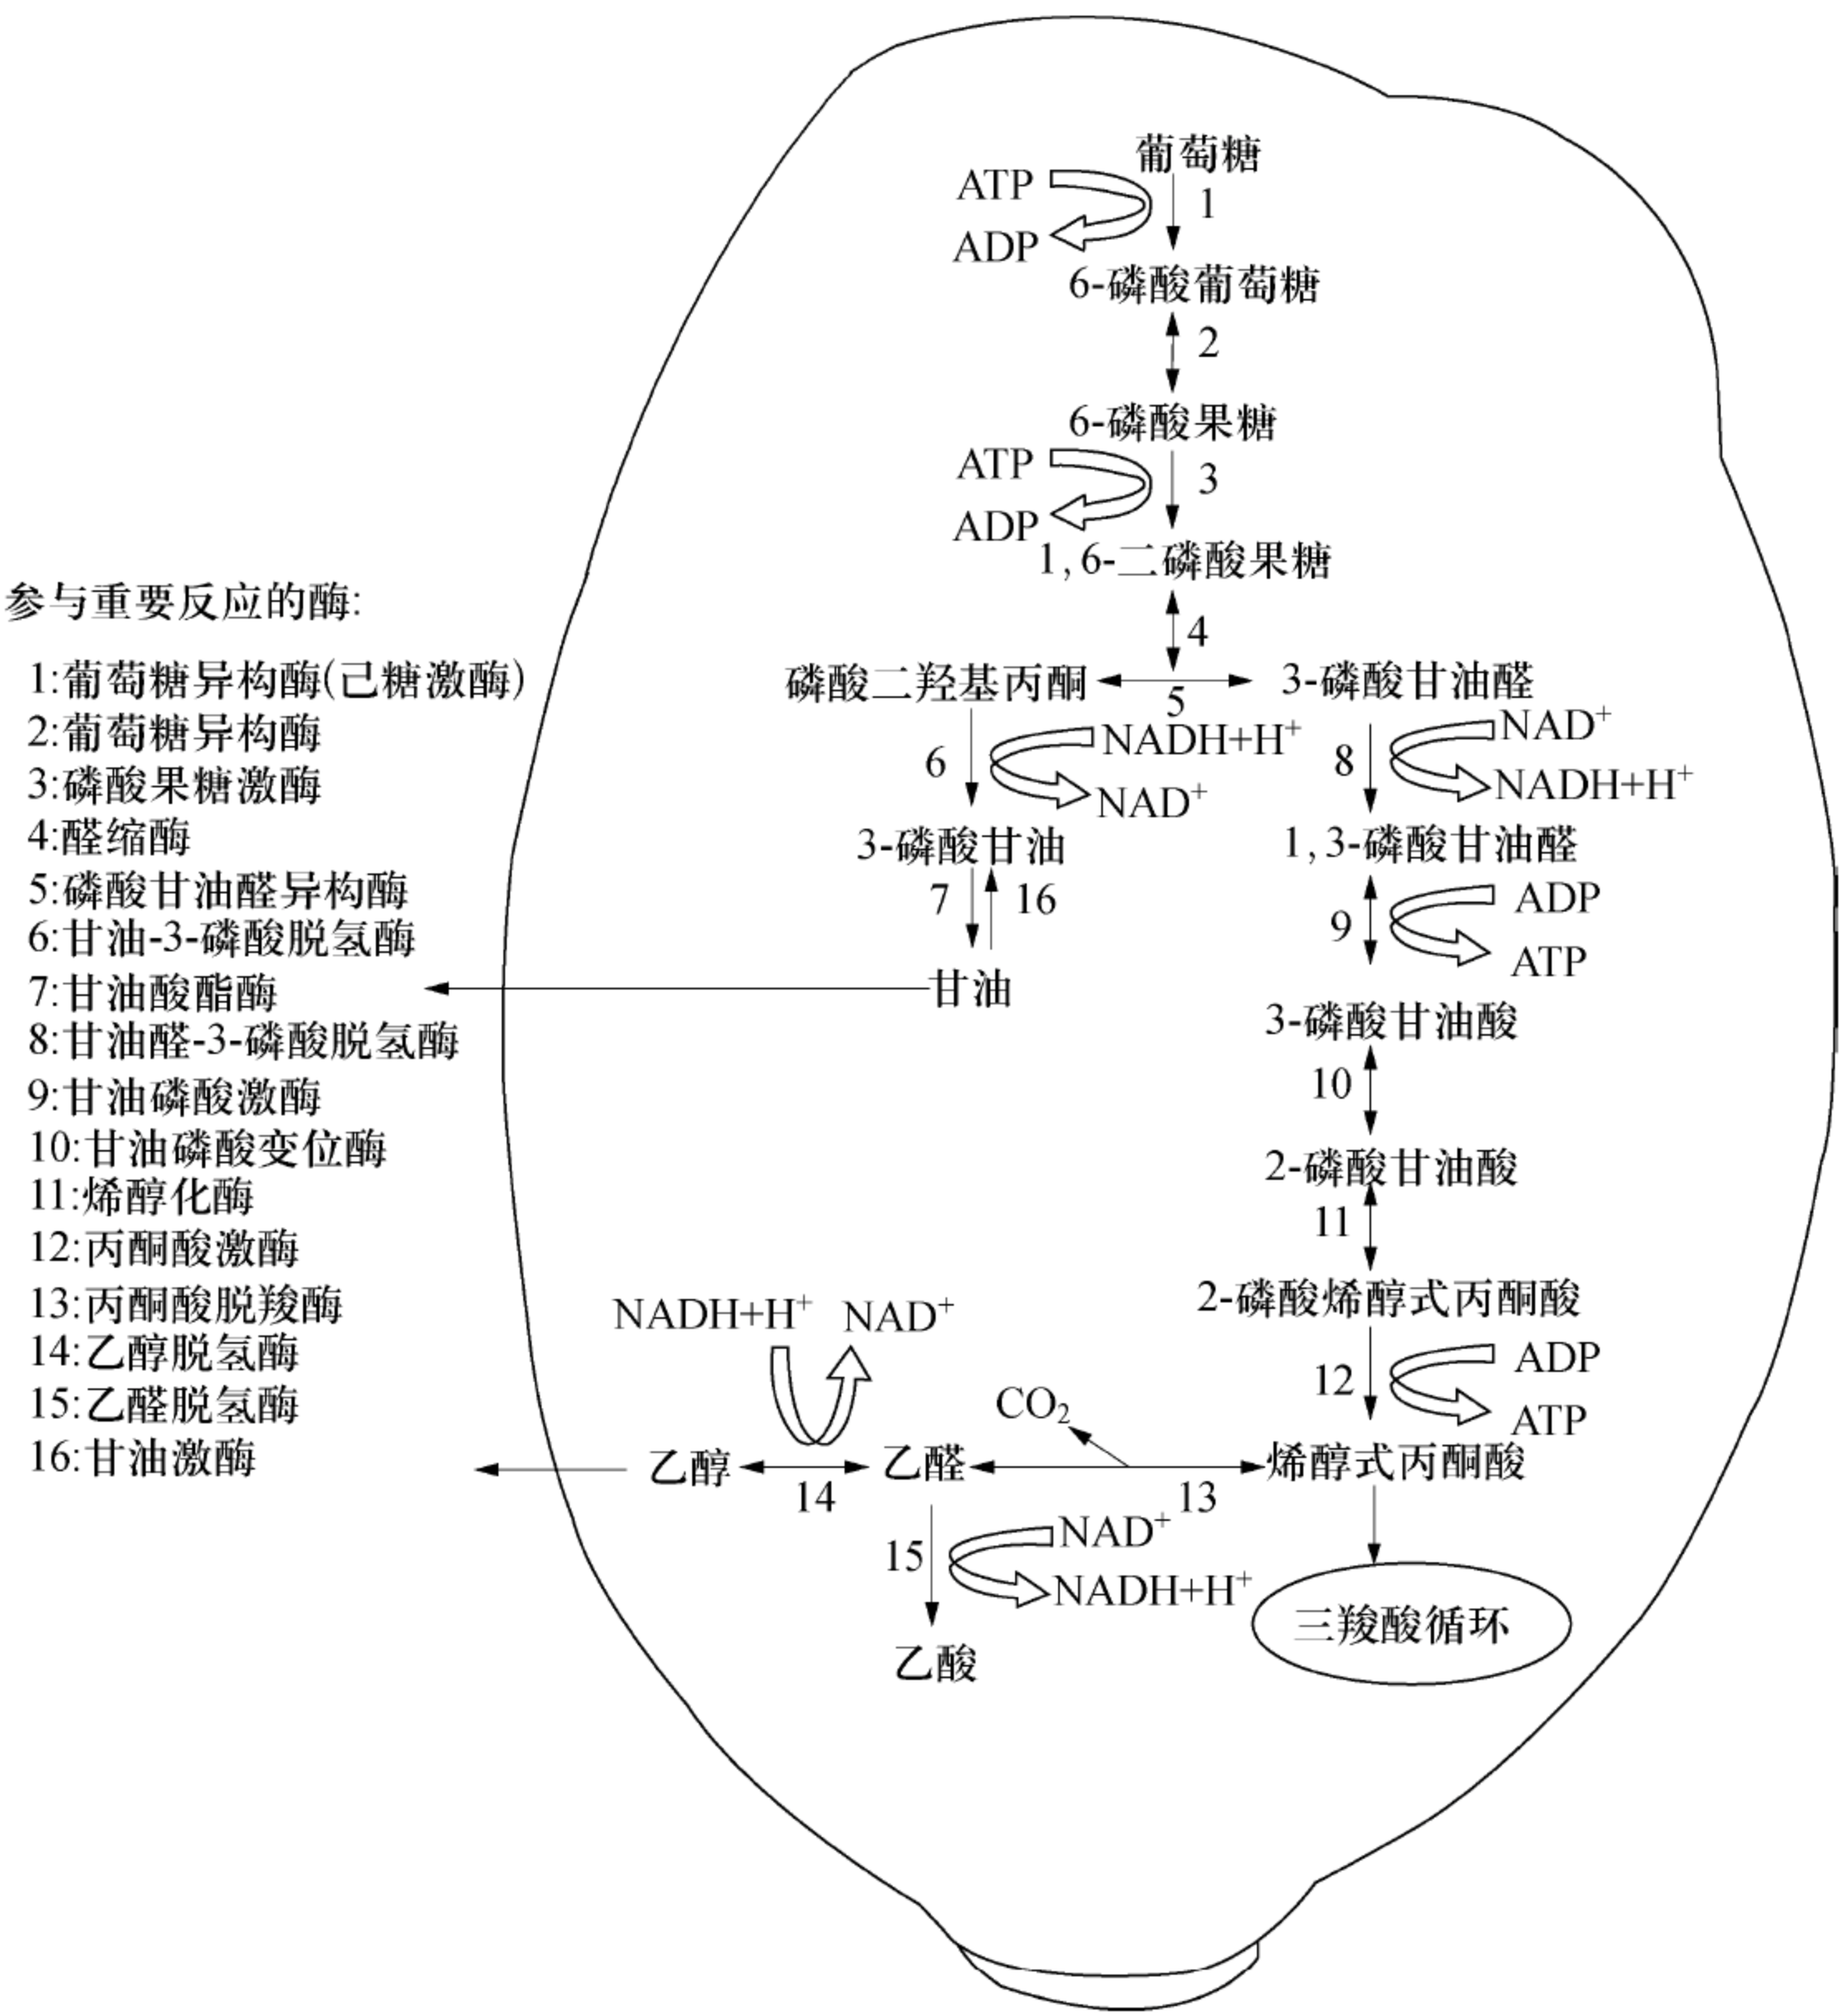 葡萄糖
ATP
1
ADP
6-磷酸葡萄糖
2
6-磷酸果糖
ATP
3
ADP
1,6-二磷酸果糖
4
磷酸二羟基丙酮
5
3-磷酸甘油醛
6
NADH+H⁺
NAD⁺
8
NAD⁺
NADH+H⁺
3-磷酸甘油
1,3-磷酸甘油醛
7
16
9
ADP
ATP
甘油
3-磷酸甘油酸
10
2-磷酸甘油酸
11
2-磷酸烯醇式丙酮酸
12
ADP
ATP
NADH+H⁺
NAD⁺
CO₂
乙醇
14
乙醛
13
烯醇式丙酮酸
15
NAD⁺
NADH+H⁺
乙酸
三羧酸循环
参与重要反应的酶:
1:葡萄糖异构酶(己糖激酶)
2:葡萄糖异构酶
3:磷酸果糖激酶
4:醛缩酶
5:磷酸甘油醛异构酶
6:甘油-3-磷酸脱氢酶
7:甘油酸酯酶
8:甘油醛-3-磷酸脱氢酶
9:甘油磷酸激酶
10:甘油磷酸变位酶
11:烯醇化酶
12:丙酮酸激酶
13:丙酮酸脱羧酶
14:乙醇脱氢酶
15:乙醛脱氢酶
16:甘油激酶